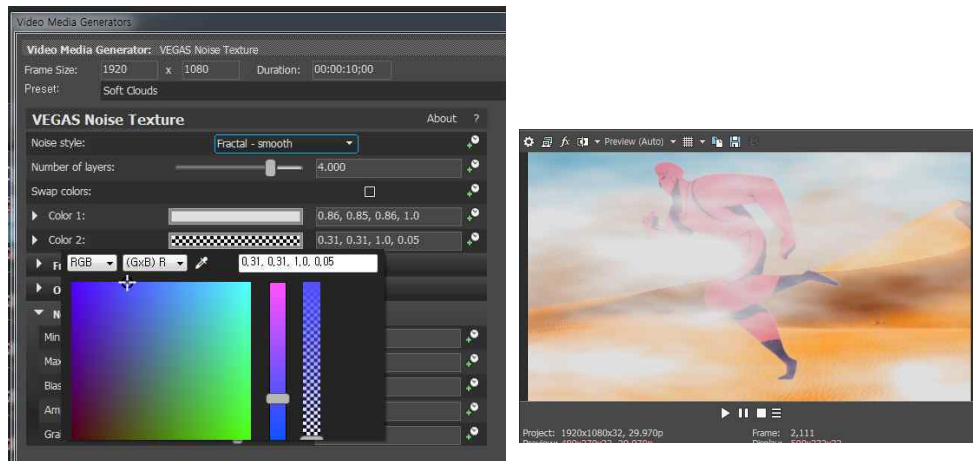 Video Media Generators
Video Media Generator: VEGAS Noise Texture
Frame Size: 1920 x 1080 Duration: 00:00:10;00
Preset: Soft Clouds
VEGAS Noise Texture About ?
Noise style: Fractal - smooth
Number of layers: 4.000
Swap colors:
Color 1: 0.86, 0.85, 0.86, 1.0
Color 2: 0.31, 0.31, 1.0, 0.05
RGB (GxB) R 0,31, 0,31, 1,0, 0,05
Min
Max
Bias
Am
Gra
fx Preview (Auto)
Project: 1920x1080x32, 29.970p Frame: 2,111